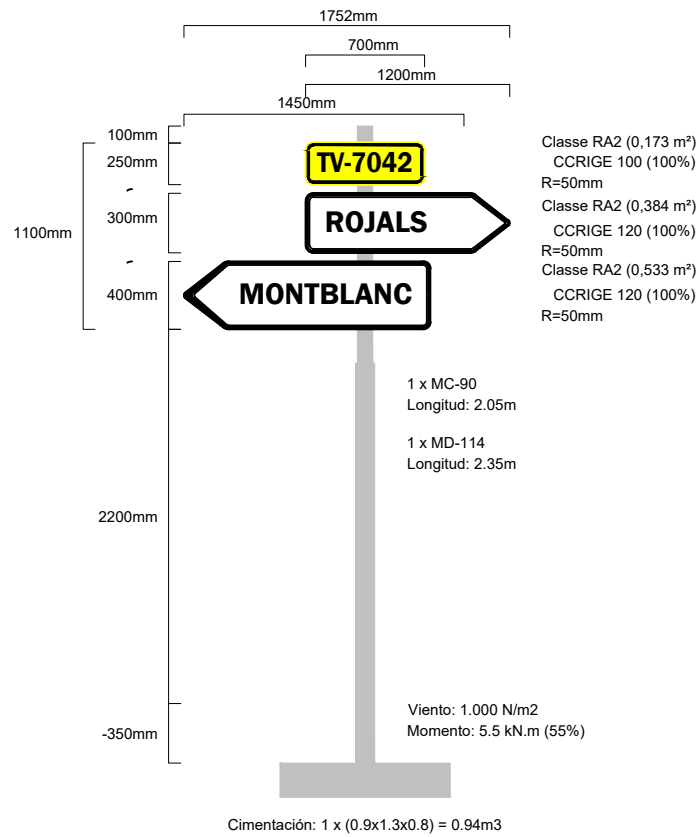 1752mm
700mm
1200mm
1450mm
100mm
250mm
300mm
1100mm
400mm
TV-7042
ROJALS
MONTBLANC
Classe RA2 (0,173 m²)
CCRIGE 100 (100%)
R=50mm
Classe RA2 (0,384 m²)
CCRIGE 120 (100%)
R=50mm
Classe RA2 (0,533 m²)
CCRIGE 120 (100%)
R=50mm
1 x MC-90
Longitud: 2.05m
1 x MD-114
Longitud: 2.35m
2200mm
-350mm
Viento: 1.000 N/m2
Momento: 5.5 kN.m (55%)
Cimentación: 1 x (0.9x1.3x0.8) = 0.94m3